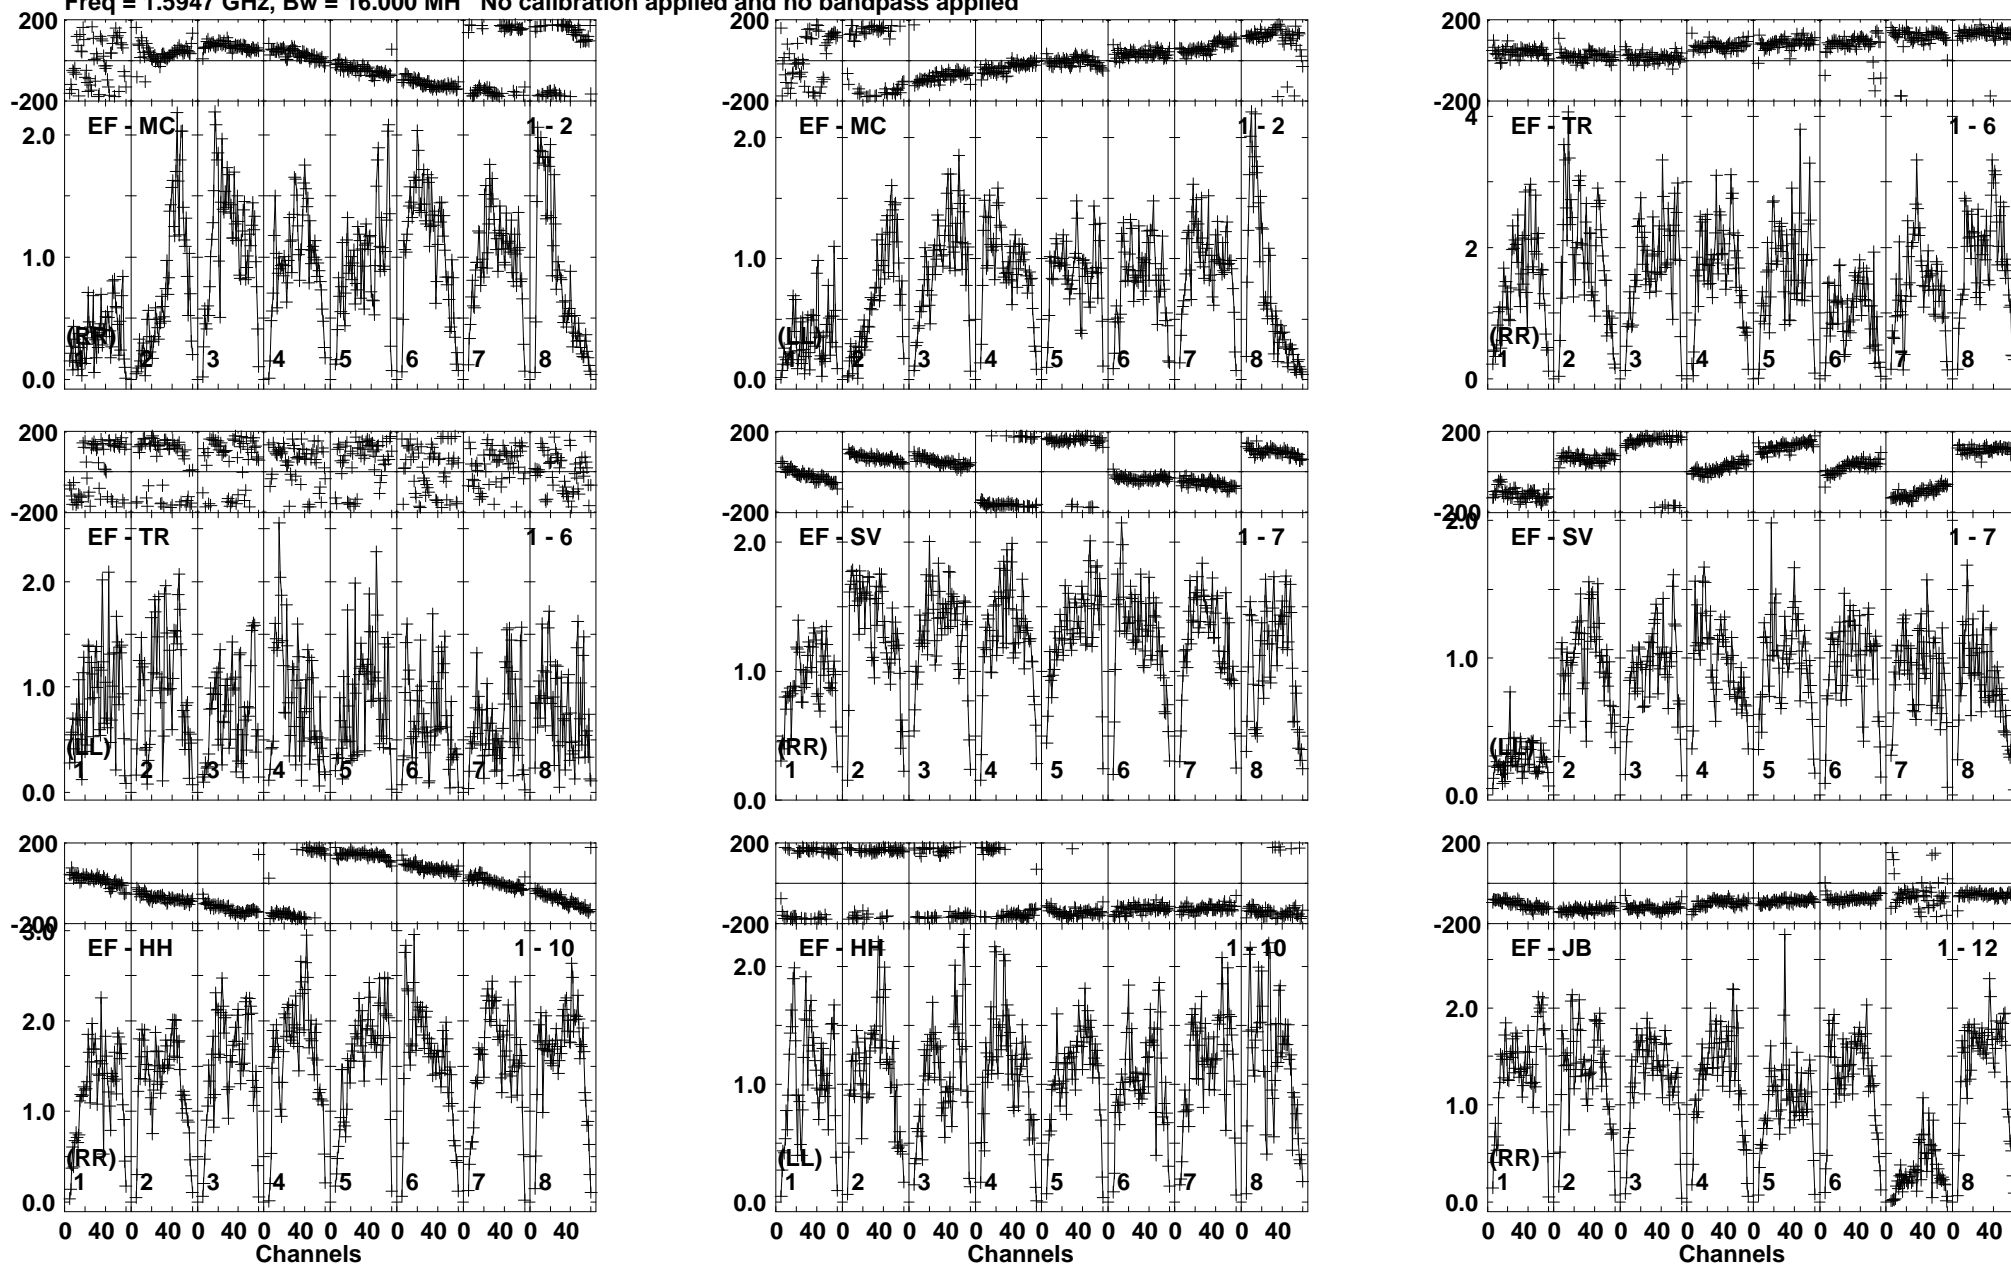 Freq = 1.5947 GHz, Bw = 16.000 MH No calibration applied and no bandpass applied
200 200 200
-200 -200 -200
EF - MC 1 - 2 EF - MC 1 - 2 EF - TR 1 - 6
2.0 2.0 4
1.0 1.0 2
(RR) (LL) (RR)
1 2 3 4 5 6 7 8 1 2 3 4 5 6 7 8 1 2 3 4 5 6 7 8
0.0 0.0 0
200 200 200
-200 -200 -200
EF - TR 1 - 6 EF - SV 1 - 7 EF - SV 1 - 7
2.0 2.0 2.0
1.0 1.0 1.0
(LL) (RR) (LL)
1 2 3 4 5 6 7 8 1 2 3 4 5 6 7 8 2 3 4 5 6 7 8
0.0 0.0 0.0
200 200 200
-200 -200 -200
3.0
EF - HH 1 - 10 EF - HH 1 - 10 EF - JB 1 - 12
2.0 2.0 2.0
1.0 1.0 1.0
(RR) (LL) (RR)
1 2 3 4 5 6 7 8 1 2 3 4 5 6 7 8 1 2 3 4 5 6 7 8
0.0 0.0 0.0
0 40 0 40 0 40 0 40 0 40 0 40 0 40 0 40 0 40 0 40 0 40 0 40 0 40 0 40 0 40 0 40 0 40 0 40 0 40 0 40 0 40 0 40 0 40 0 40
Channels Channels Channels